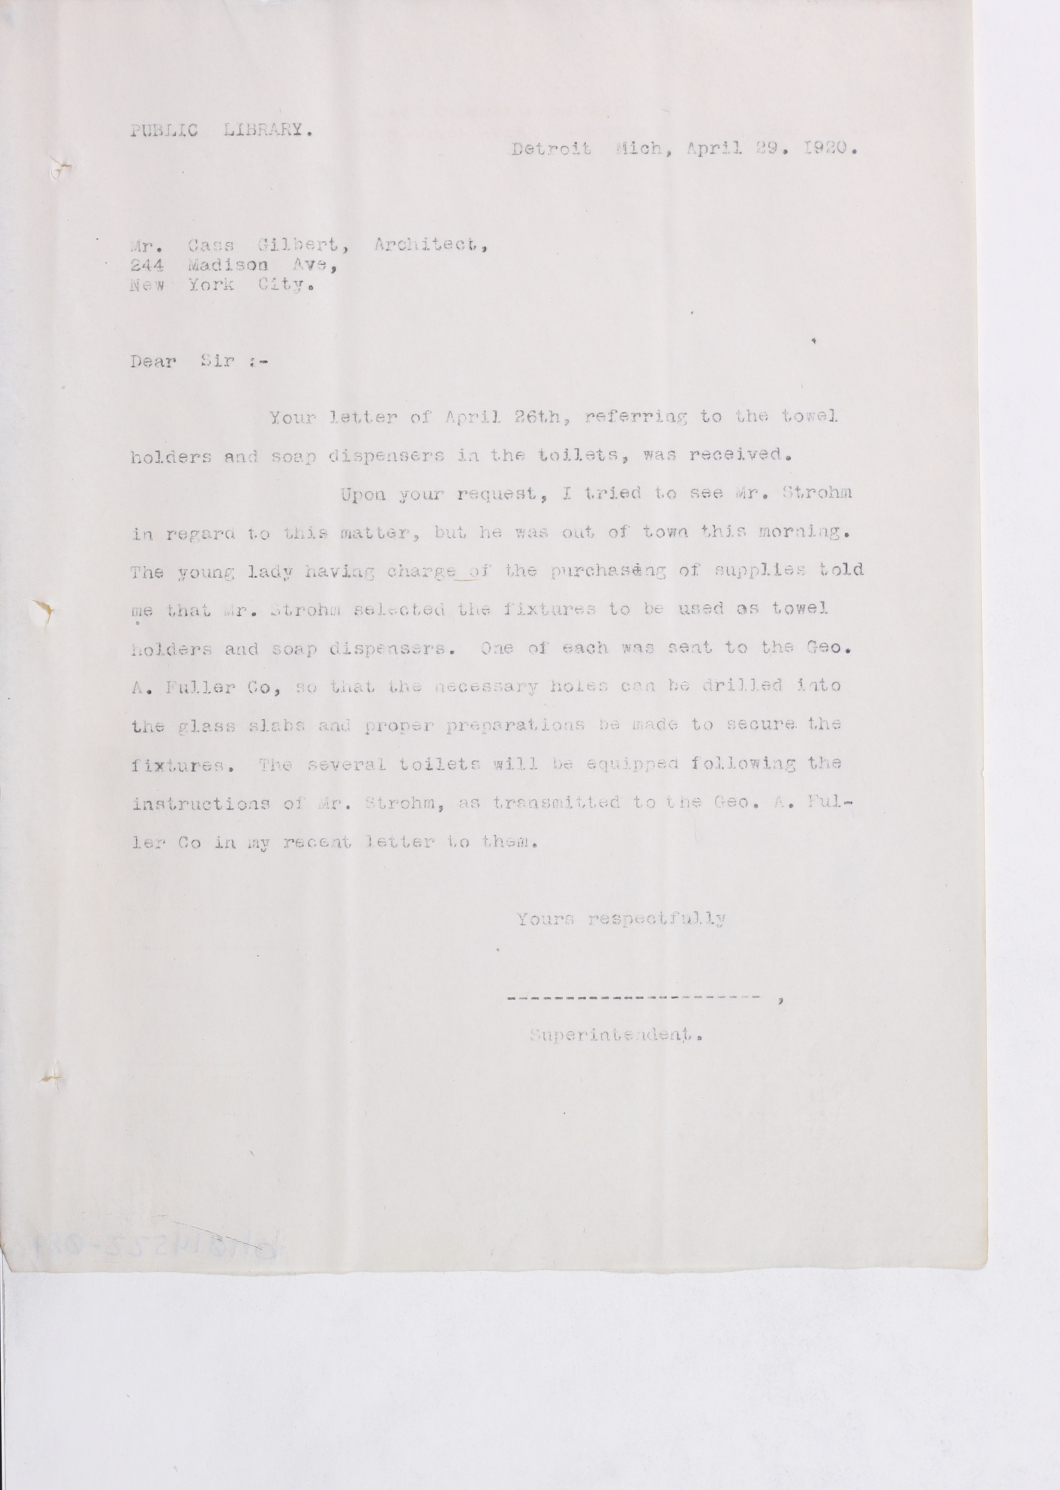 PUBLIC LIBRARY.
Detroit Mich, April 29. I920.
Mr. Cass Gilbert, Architect,
244 Madison Ave,
New York City.
Dear Sir :-
Your letter of April 26th, referring to the towel
holders and soap dispensers in the toilets, was received.
Upon your request, I tried to see Mr. Strohm
in regard to this matter, but he was out of town this morning.
The young lady having charge of the purchasing of supplies told
me that Mr. Strohm selected the fixtures to be used as towel
holders and soap dispensers. One of each was sent to the Geo.
A. Fuller Co, so that the necessary holes can be drilled into
the glass slabs and proper preparations be made to secure the
fixtures. The several toilets will be equipped following the
instructions of Mr. Strohm, as transmitted to the Geo. A. Ful-
ler Co in my recent letter to them.
Yours respectfully
---------------------- ,
Superintendent.